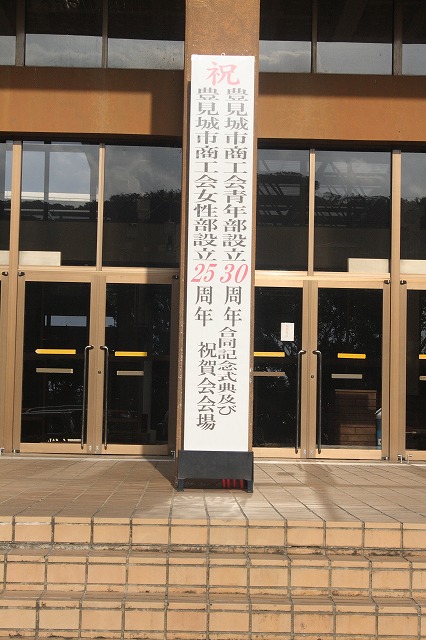 祝
豊見城市商工会青年部設立30周年合同記念式典及び
豊見城市商工会女性部設立25周年 祝賀会会場